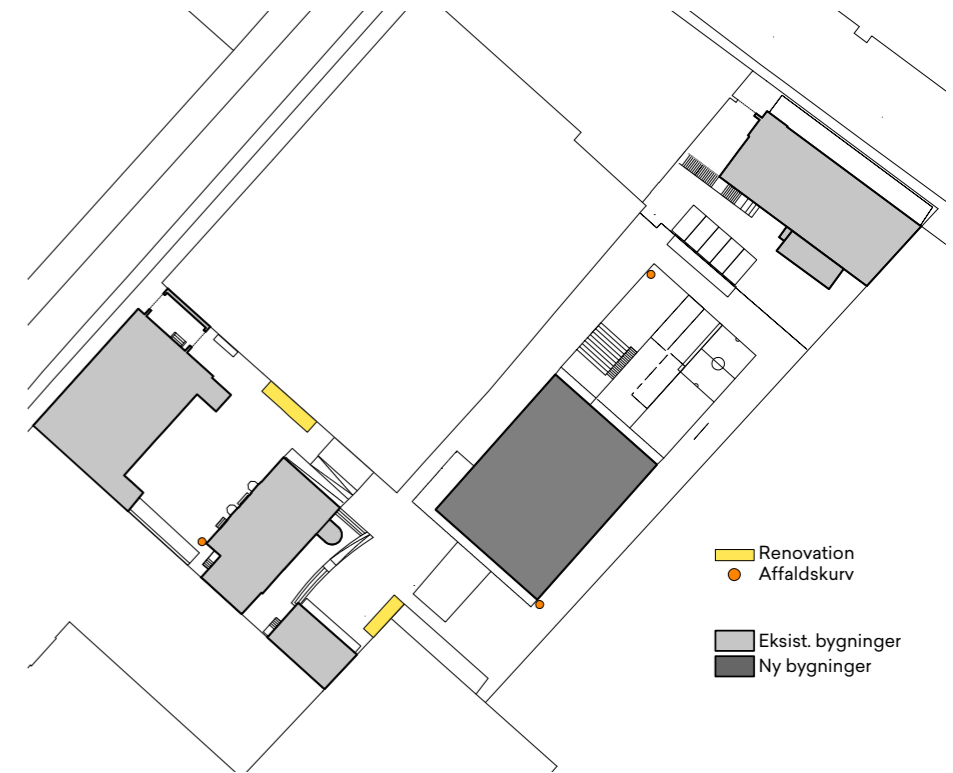 Renovation
Affaldskurv
Eksist. bygninger
Ny bygninger